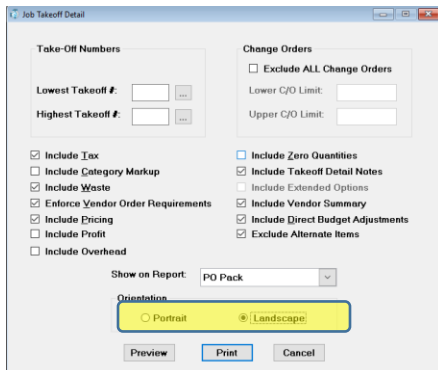 Job Takeoff Detail
Take-Off Numbers
Lowest Takeoff #:
...
Highest Takeoff #:
...
Change Orders
Exclude ALL Change Orders
Lower C/O Limit:
Upper C/O Limit:
Include Tax
Include Category Markup
Include Waste
Enforce Vendor Order Requirements
Include Pricing
Include Profit
Include Overhead
Include Zero Quantities
Include Takeoff Detail Notes
Include Extended Options
Include Vendor Summary
Include Direct Budget Adjustments
Exclude Alternate Items
Show on Report: PO Pack
Orientation
Portrait Landscape
Preview Print Cancel